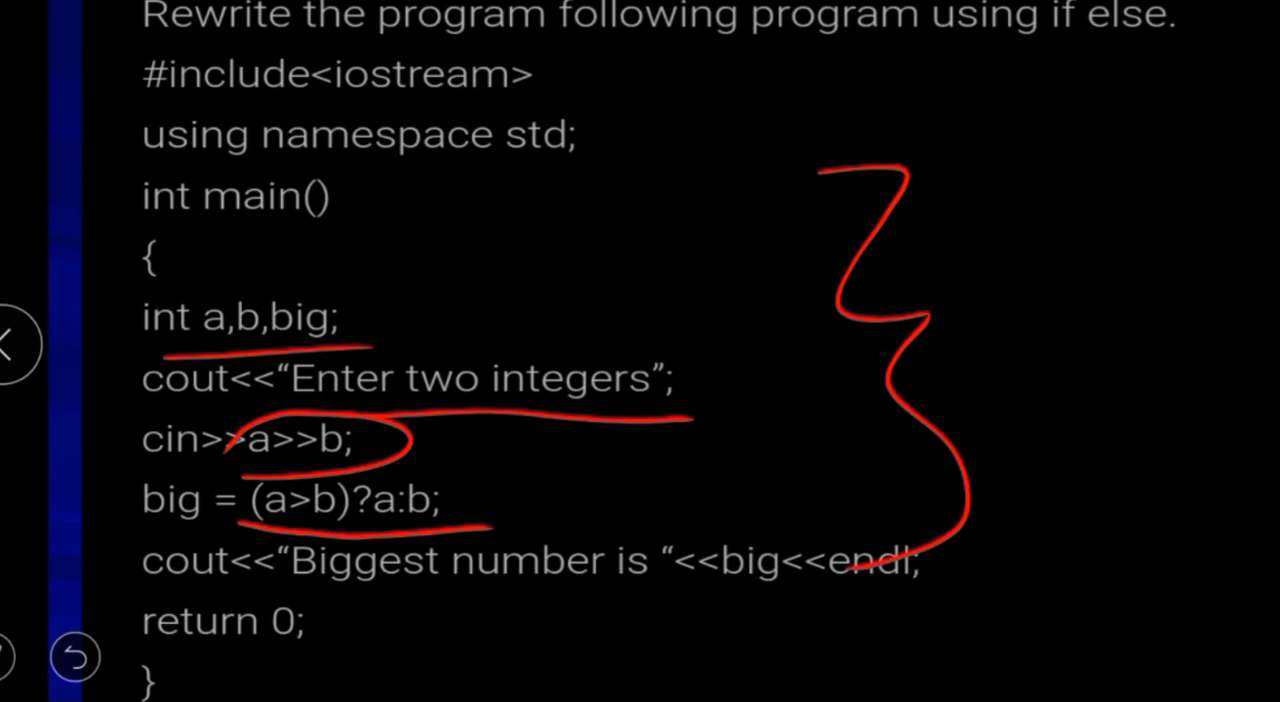 Rewrite the program following program using if else.
#include<iostream>
using namespace std;
int main()
{
int a,b,big;
cout<<“Enter two integers”;
cin>>a>>b;
big = (a>b)?a:b;
cout<<“Biggest number is “<<big<<endl;
return 0;
}